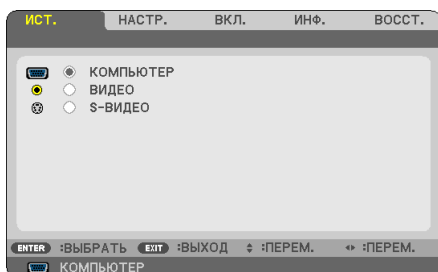 ИСТ. НАСТР. ВКЛ. ИНФ. ВОССТ.
КОМПЬЮТЕР
ВИДЕО
S-ВИДЕО
ENTER :ВЫБРАТЬ EXIT :ВЫХОД :ПЕРЕМ. :ПЕРЕМ.
КОМПЬЮТЕР